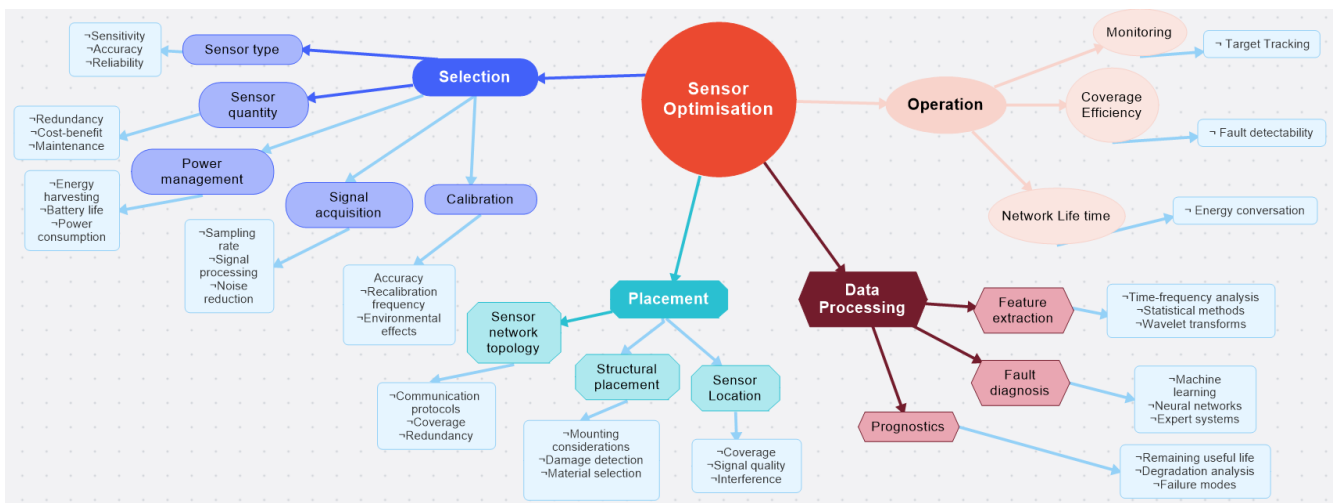 Sensor
Optimisation
Selection
Sensor type
¬Sensitivity
¬Accuracy
¬Reliability
Sensor
quantity
¬Redundancy
¬Cost-benefit
¬Maintenance
Power
management
¬Energy
harvesting
¬Battery life
¬Power
consumption
Signal
acquisition
¬Sampling
rate
¬Signal
processing
¬Noise
reduction
Calibration
Accuracy
¬Recalibration
frequency
¬Environmental
effects
Placement
Sensor
network
topology
¬Communication
protocols
¬Coverage
¬Redundancy
Structural
placement
¬Mounting
considerations
¬Damage detection
¬Material selection
Sensor
Location
¬Coverage
¬Signal quality
¬Interference
Data
Processing
Feature
extraction
¬Time-frequency analysis
¬Statistical methods
¬Wavelet transforms
Fault
diagnosis
¬Machine
learning
¬Neural networks
¬Expert systems
Prognostics
¬Remaining useful life
¬Degradation analysis
¬Failure modes
Operation
Monitoring
¬ Target Tracking
Coverage
Efficiency
¬ Fault detectability
Network Life time
¬ Energy conversation